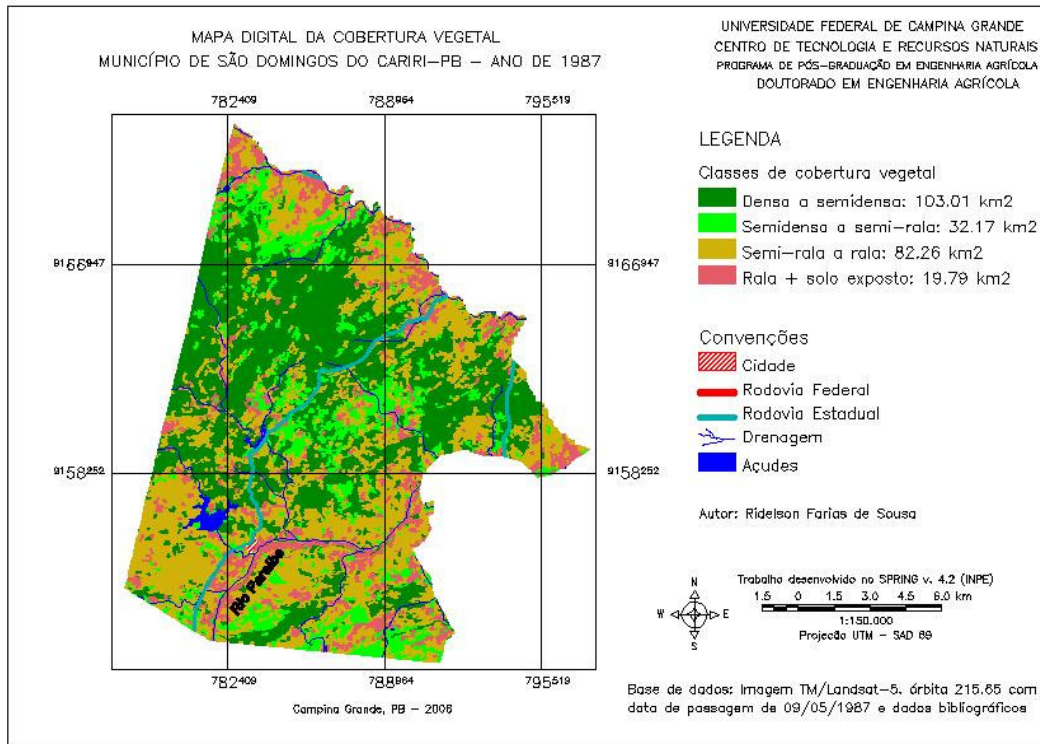 MAPA DIGITAL DA COBERTURA VEGETAL
MUNICÍPIO DE SÃO DOMINGOS DO CARIRI-PB - ANO DE 1987
UNIVERSIDADE FEDERAL DE CAMPINA GRANDE
CENTRO DE TECNOLOGIA E RECURSOS NATURAIS
PROGRAMA DE PÓS-GRADUAÇÃO EM ENGENHARIA AGRÍCOLA
DOUTORADO EM ENGENHARIA AGRÍCOLA
782409 788964 795519
9166947 9166947
9158252 9158252
Rio Paraíba
782409 788964 795519
Campina Grande, PB - 2006
LEGENDA
Classes de cobertura vegetal
Densa a semidensa: 103.01 km2
Semidensa a semi-rala: 32.17 km2
Semi-rala a rala: 82.26 km2
Rala + solo exposto: 19.79 km2
Convenções
Cidade
Rodovia Federal
Rodovia Estadual
Drenagem
Açudes
Autor: Ridelson Farias de Sousa
Trabalho desenvolvido no SPRING v. 4.2 (INPE)
N
W E
S
1.5 0 1.5 3.0 4.5 6.0 km
1:150.000
Projeção UTM - SAD 69
Base de dados: Imagem TM/Landsat-5. órbita 215.65 com
data de passagem de 09/05/1987 e dados bibliográficos